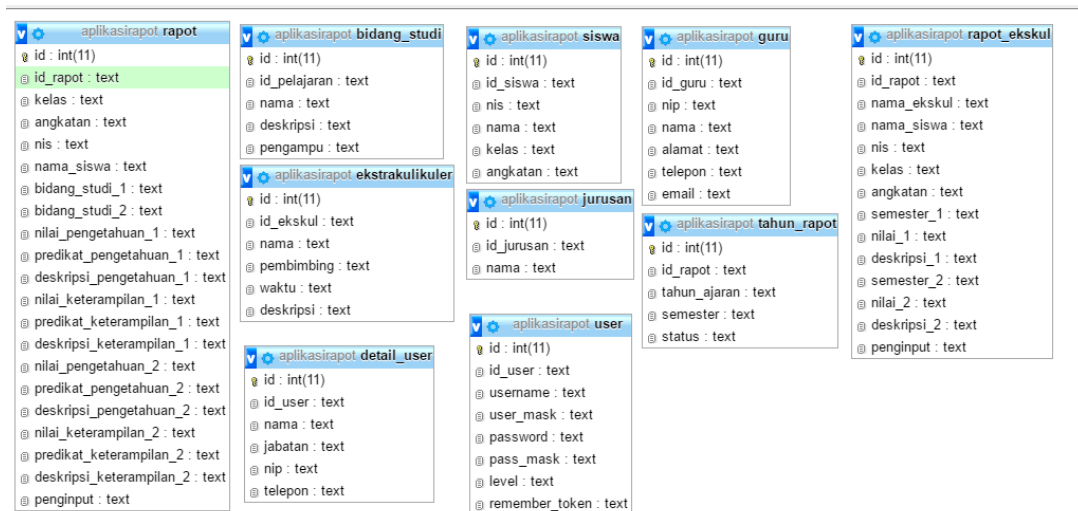 aplikasirapot rapot
id : int(11)
id_rapot : text
kelas : text
angkatan : text
nis : text
nama_siswa : text
bidang_studi_1 : text
bidang_studi_2 : text
nilai_pengetahuan_1 : text
predikat_pengetahuan_1 : text
deskripsi_pengetahuan_1 : text
nilai_keterampilan_1 : text
predikat_keterampilan_1 : text
deskripsi_keterampilan_1 : text
nilai_pengetahuan_2 : text
predikat_pengetahuan_2 : text
deskripsi_pengetahuan_2 : text
nilai_keterampilan_2 : text
predikat_keterampilan_2 : text
deskripsi_keterampilan_2 : text
penginput : text
aplikasirapot bidang_studi
id : int(11)
id_pelajaran : text
nama : text
deskripsi : text
pengampu : text
aplikasirapot ekstrakulikuler
id : int(11)
id_ekskul : text
nama : text
pembimbing : text
waktu : text
deskripsi : text
aplikasirapot detail_user
id : int(11)
id_user : text
nama : text
jabatan : text
nip : text
telepon : text
aplikasirapot siswa
id : int(11)
id_siswa : text
nis : text
nama : text
kelas : text
angkatan : text
aplikasirapot jurusan
id : int(11)
id_jurusan : text
nama : text
aplikasirapot user
id : int(11)
id_user : text
username : text
user_mask : text
password : text
pass_mask : text
level : text
remember_token : text
aplikasirapot guru
id : int(11)
id_guru : text
nip : text
nama : text
alamat : text
telepon : text
email : text
aplikasirapot tahun_rapot
id : int(11)
id_rapot : text
tahun_ajaran : text
semester : text
status : text
aplikasirapot rapot_ekskul
id : int(11)
id_rapot : text
nama_ekskul : text
nama_siswa : text
nis : text
kelas : text
angkatan : text
semester_1 : text
nilai_1 : text
deskripsi_1 : text
semester_2 : text
nilai_2 : text
deskripsi_2 : text
penginput : text